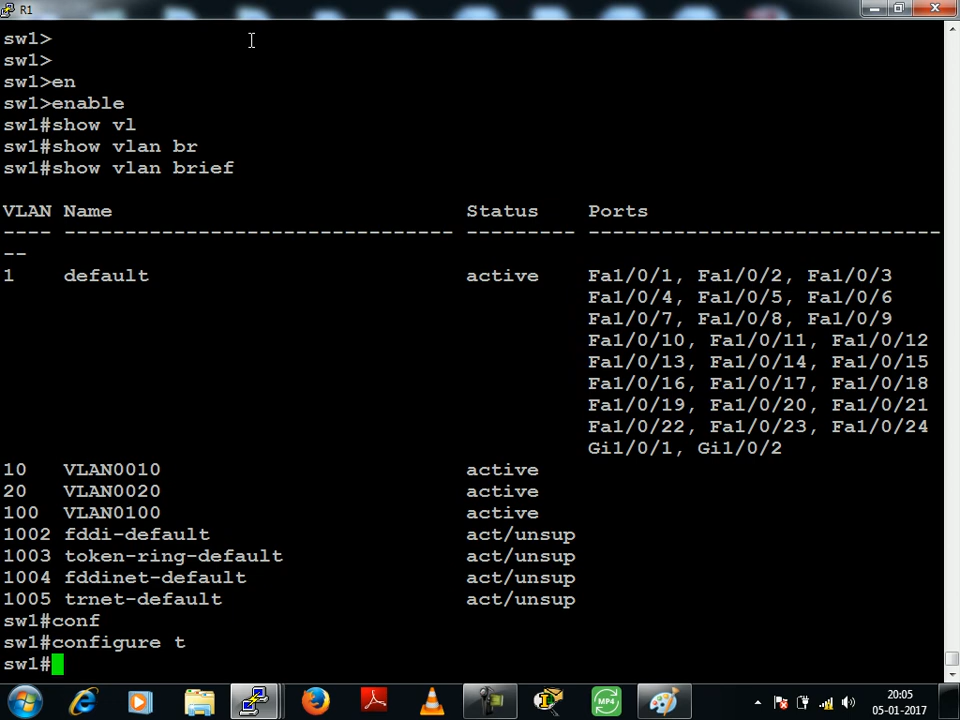 R1
sw1>
sw1>
sw1>en
sw1>enable
sw1#show vl
sw1#show vlan br
sw1#show vlan brief
VLAN Name                             Status    Ports
---- -------------------------------- --------- -----------------------------
--
1    default                          active    Fa1/0/1, Fa1/0/2, Fa1/0/3
                                                Fa1/0/4, Fa1/0/5, Fa1/0/6
                                                Fa1/0/7, Fa1/0/8, Fa1/0/9
                                                Fa1/0/10, Fa1/0/11, Fa1/0/12
                                                Fa1/0/13, Fa1/0/14, Fa1/0/15
                                                Fa1/0/16, Fa1/0/17, Fa1/0/18
                                                Fa1/0/19, Fa1/0/20, Fa1/0/21
                                                Fa1/0/22, Fa1/0/23, Fa1/0/24
                                                Gi1/0/1, Gi1/0/2
10   VLAN0010                         active
20   VLAN0020                         active
100  VLAN0100                         active
1002 fddi-default                     act/unsup
1003 token-ring-default               act/unsup
1004 fddinet-default                  act/unsup
1005 trnet-default                    act/unsup
sw1#conf
sw1#configure t
sw1#
MP4
20:05
05-01-2017